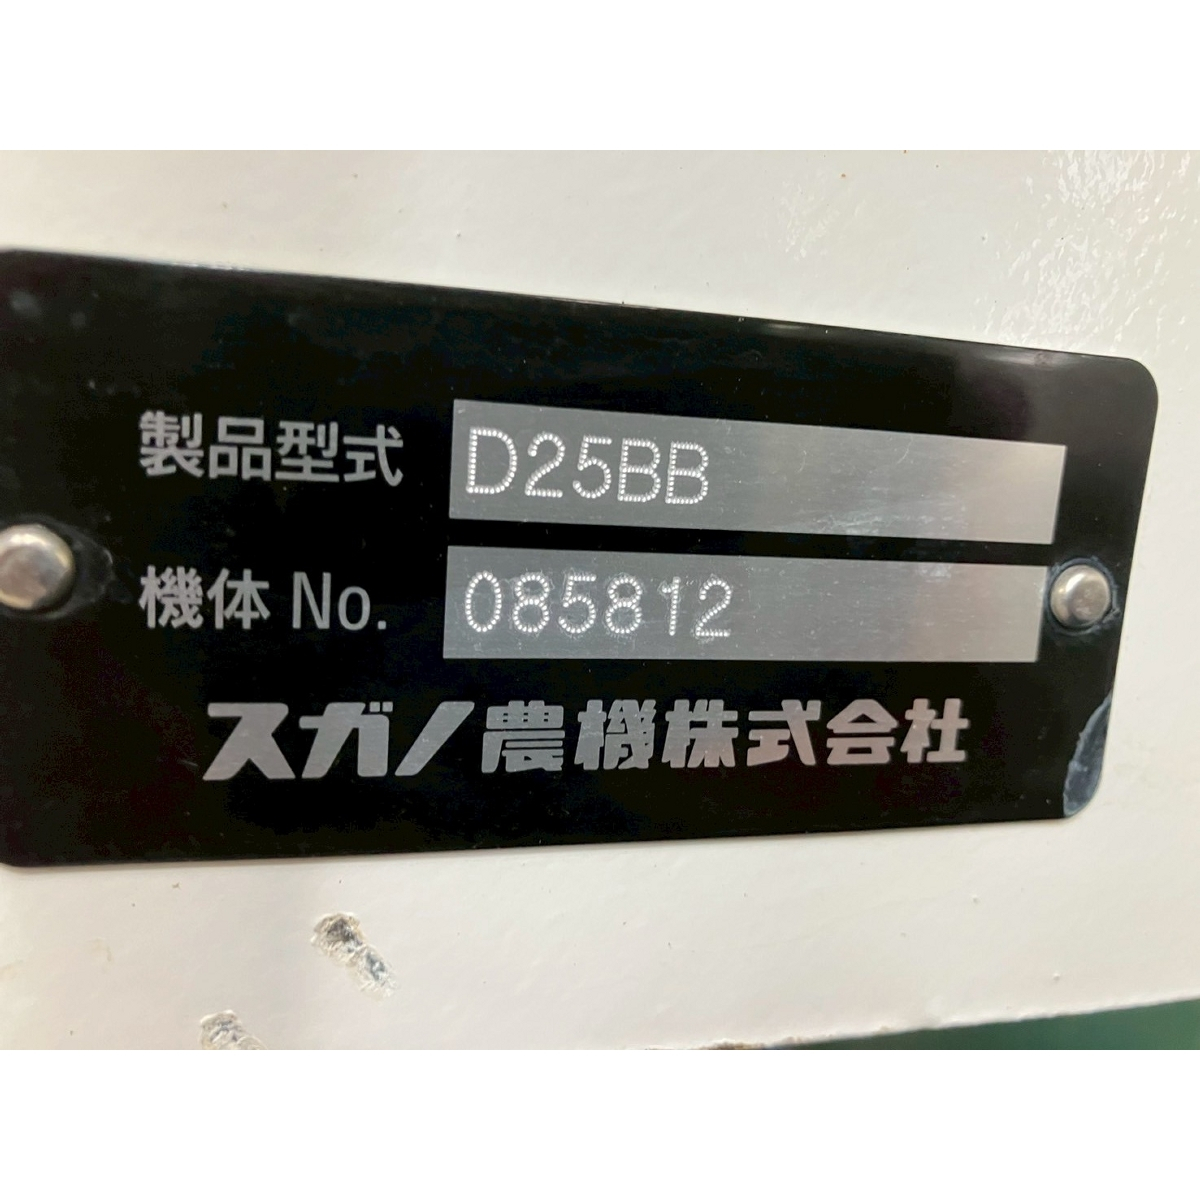 製品型式 D25BB
機体 No. 085812
スガノ農機株式会社